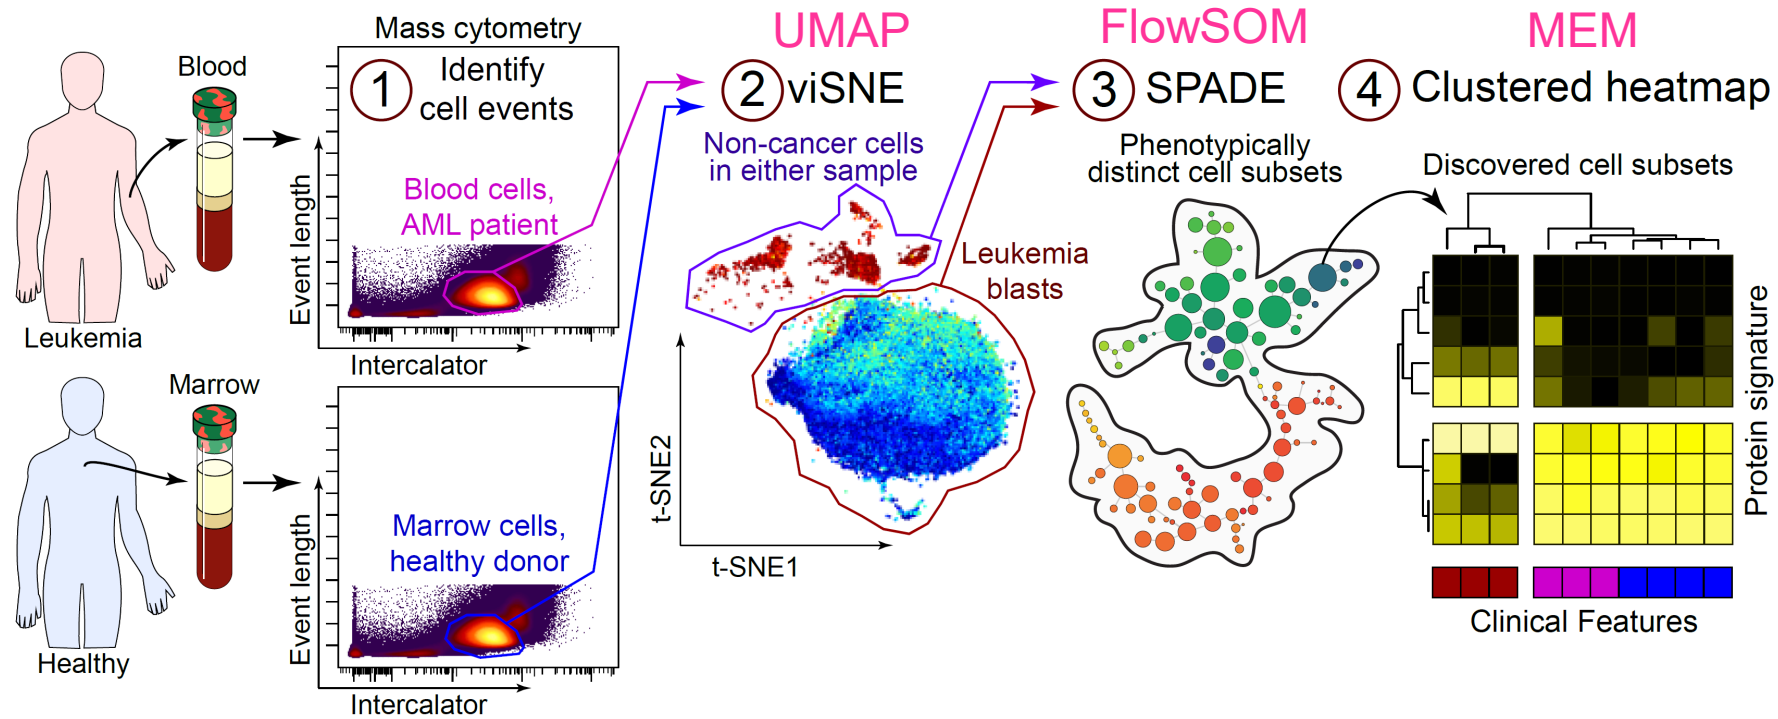 Mass cytometry
UMAP
FlowSOM
MEM
Blood
1
Identify
cell events
2
viSNE
3
SPADE
4
Clustered heatmap
Non-cancer cells
in either sample
Phenotypically
distinct cell subsets
Discovered cell subsets
Blood cells,
AML patient
Event length
Leukemia
blasts
Leukemia
Intercalator
Protein signature
Marrow
t-SNE2
t-SNE1
Marrow cells,
healthy donor
Event length
Clinical Features
Healthy
Intercalator